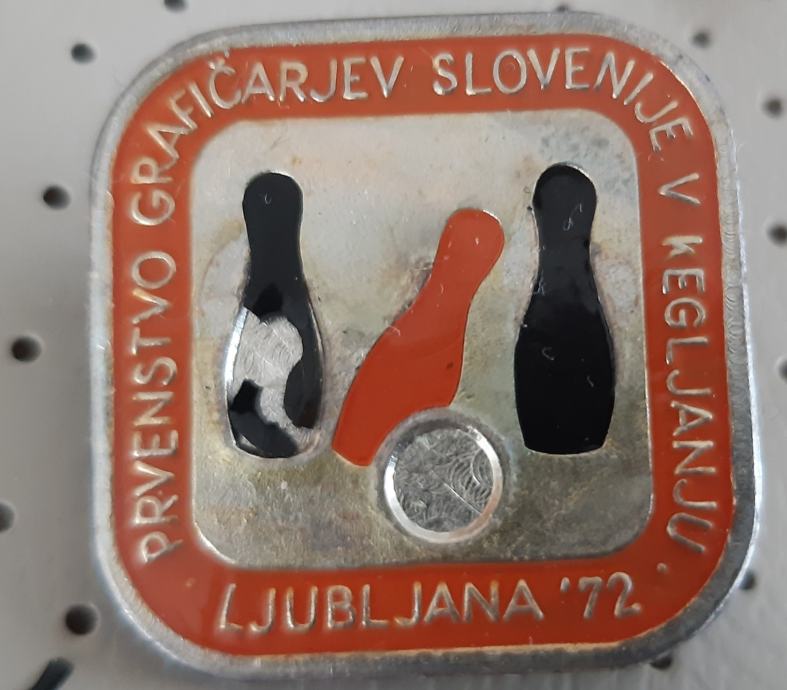 PRVENSTVO GRAFIČARJEV SLOVENIJE V KEGLJANJU.
LJUBLJANA '72